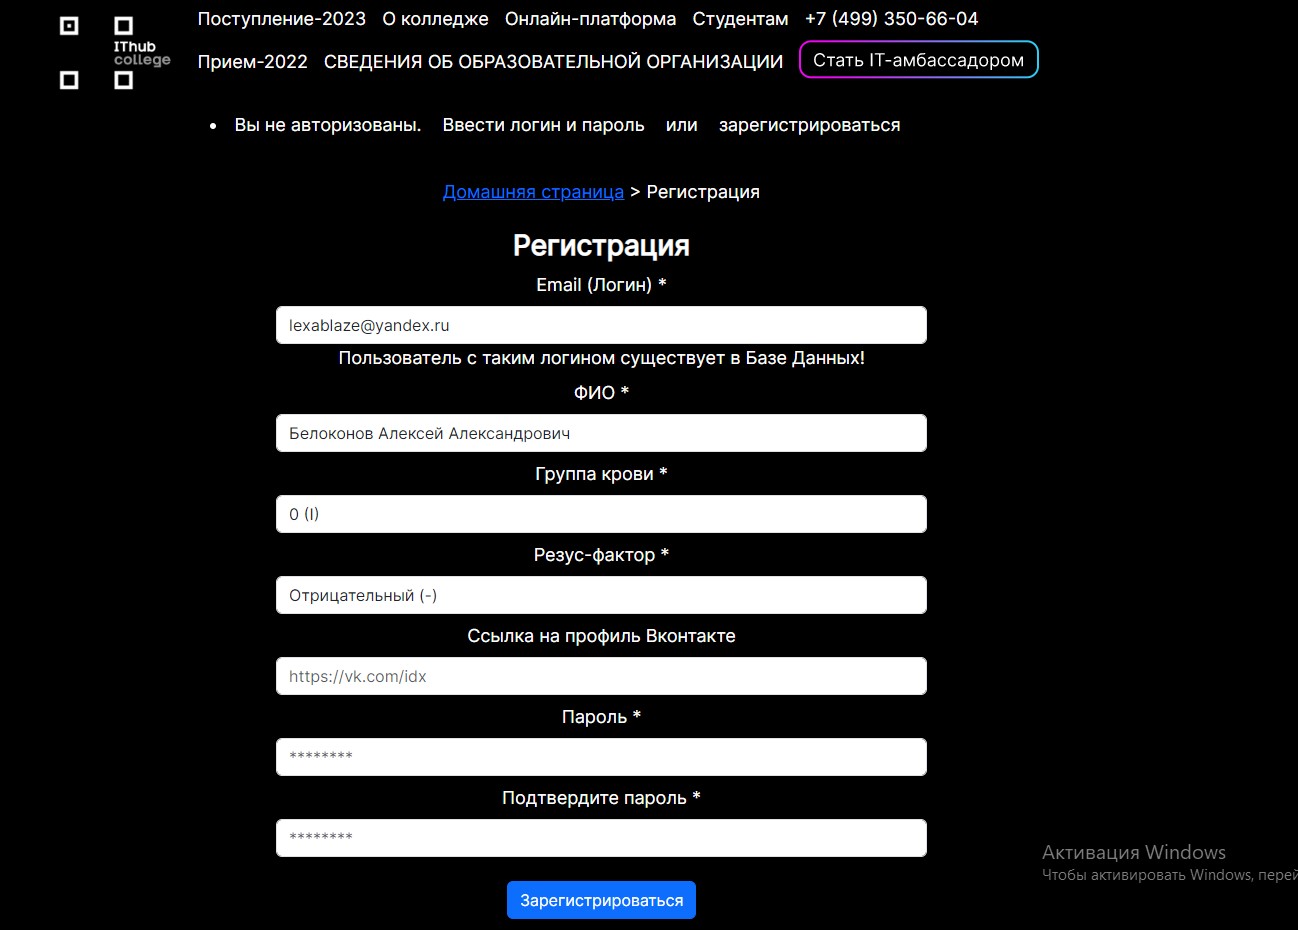 IThub
college
Поступление-2023 О колледже Онлайн-платформа Студентам +7 (499) 350-66-04
Прием-2022 СВЕДЕНИЯ ОБ ОБРАЗОВАТЕЛЬНОЙ ОРГАНИЗАЦИИ Стать IT-амбассадором
• Вы не авторизованы. Ввести логин и пароль или зарегистрироваться
Домашняя страница > Регистрация
Регистрация
Email (Логин) *
lexablaze@yandex.ru
Пользователь с таким логином существует в Базе Данных!
ФИО *
Белоконов Алексей Александрович
Группа крови *
0 (I)
Резус-фактор *
Отрицательный (-)
Ссылка на профиль Вконтакте
https://vk.com/idx
Пароль *
********
Подтвердите пароль *
********
Зарегистрироваться
Активация Windows
Чтобы активировать Windows, перей